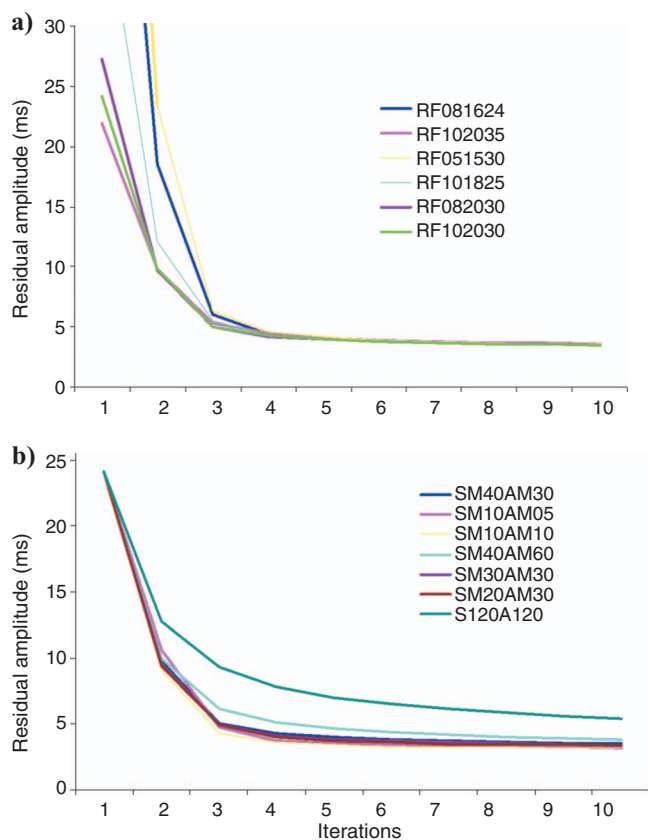 a)
Residual amplitude (ms)
30
25
20
15
10
5
0
RF081624
RF102035
RF051530
RF101825
RF082030
RF102030
1 2 3 4 5 6 7 8 9 10
b)
Residual amplitude (ms)
25
20
15
10
5
0
SM40AM30
SM10AM05
SM10AM10
SM40AM60
SM30AM30
SM20AM30
S120A120
1 2 3 4 5 6 7 8 9 10
Iterations